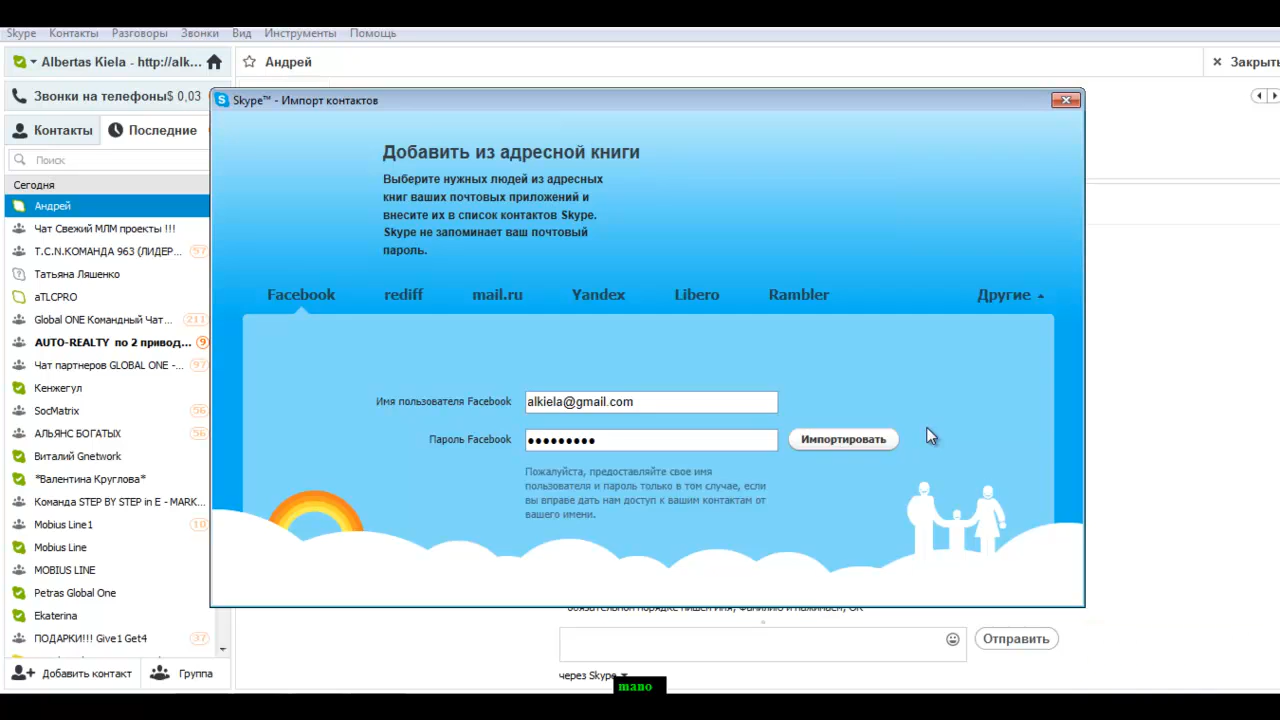 Skype Контакты Разговоры Звонки Вид Инструменты Помощь
Albertas Kiela - http://alk...
Андрей
Закрыть
Звонки на телефоны$ 0,03
Skype™ - Импорт контактов
Контакты Последние
Поиск
Сегодня
Андрей
Чат Свежий МЛМ проекты !!!
T.C.N.КОМАНДА 963 (ЛИДЕР... 57
Татьяна Ляшенко
aTLCPRO
Global ONE Командный Чат... 211
AUTO-REALTY по 2 привод... 9
Чат партнеров GLOBAL ONE -... 97
Кенжегул
SocMatrix 56
АЛЬЯНС БОГАТЫХ 56
Виталий Gnetwork
*Валентина Круглова*
Команда STEP BY STEP in E - MARK...
Mobius Line1 10
Mobius Line
MOBIUS LINE
Petras Global One
Ekaterina
ПОДАРКИ!!! Give1 Get4 37
Добавить контакт Группа
Добавить из адресной книги
Выберите нужных людей из адресных
книг ваших почтовых приложений и
внесите их в список контактов Skype.
Skype не запоминает ваш почтовый
пароль.
Facebook rediff mail.ru Yandex Libero Rambler Другие
Имя пользователя Facebook alkiela@gmail.com
Пароль Facebook ●●●●●●●●● Импортировать
Пожалуйста, предоставляйте свое имя
пользователя и пароль только в том случае, если
вы вправе дать нам доступ к вашим контактам от
вашего имени.
Отправить
через Skype
mano